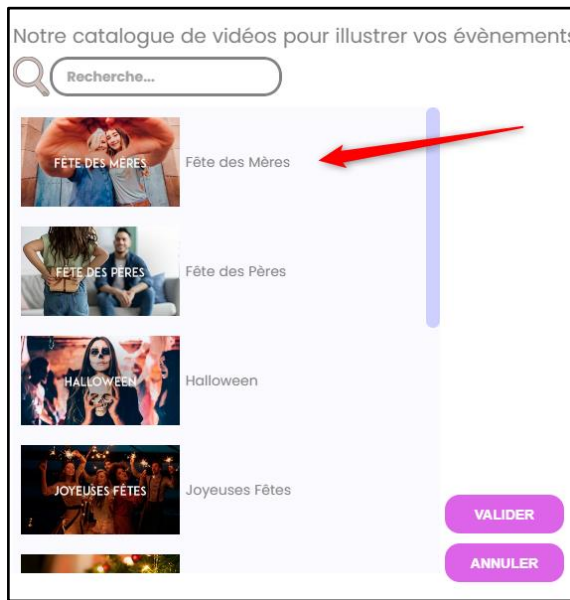 Notre catalogue de vidéos pour illustrer vos évènements
Recherche...
FÊTE DES MÈRES
Fête des Mères
FÊTE DES PÈRES
Fête des Pères
HALLOWEEN
Halloween
JOYEUSES FÊTES
Joyeuses Fêtes
VALIDER
ANNULER